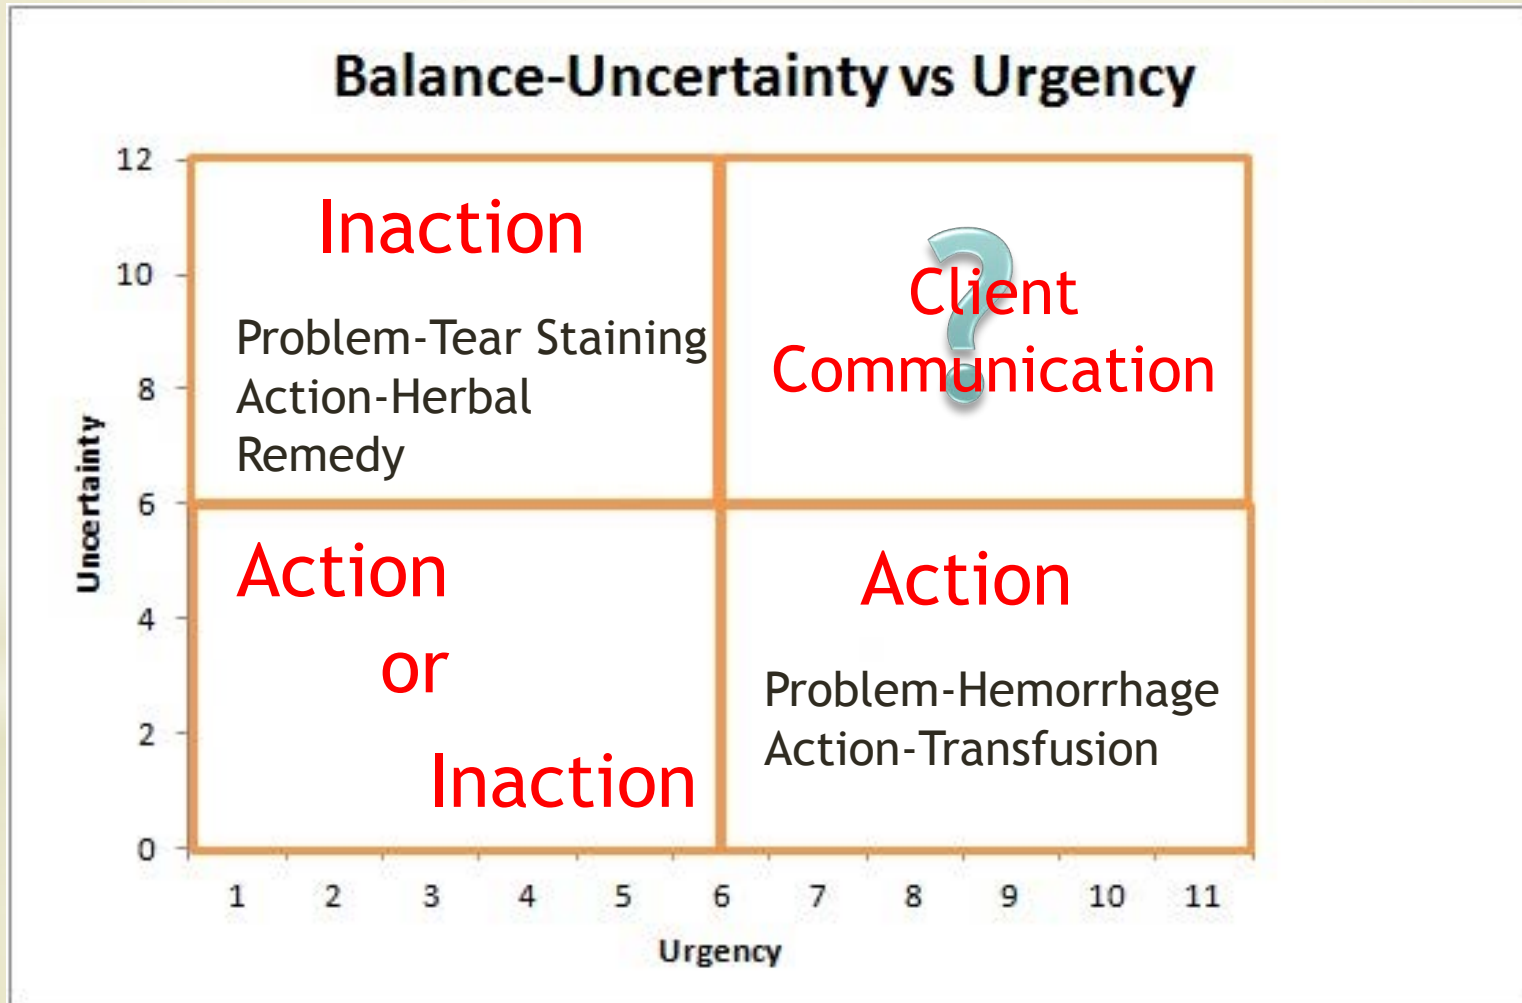 Balance-Uncertainty vs Urgency
12
10
8
6
4
2
0
Uncertainty
Inaction
Problem-Tear Staining
Action-Herbal
Remedy
?
Client
Communication
Action
or
Inaction
Action
Problem-Hemorrhage
Action-Transfusion
1 2 3 4 5 6 7 8 9 10 11
Urgency